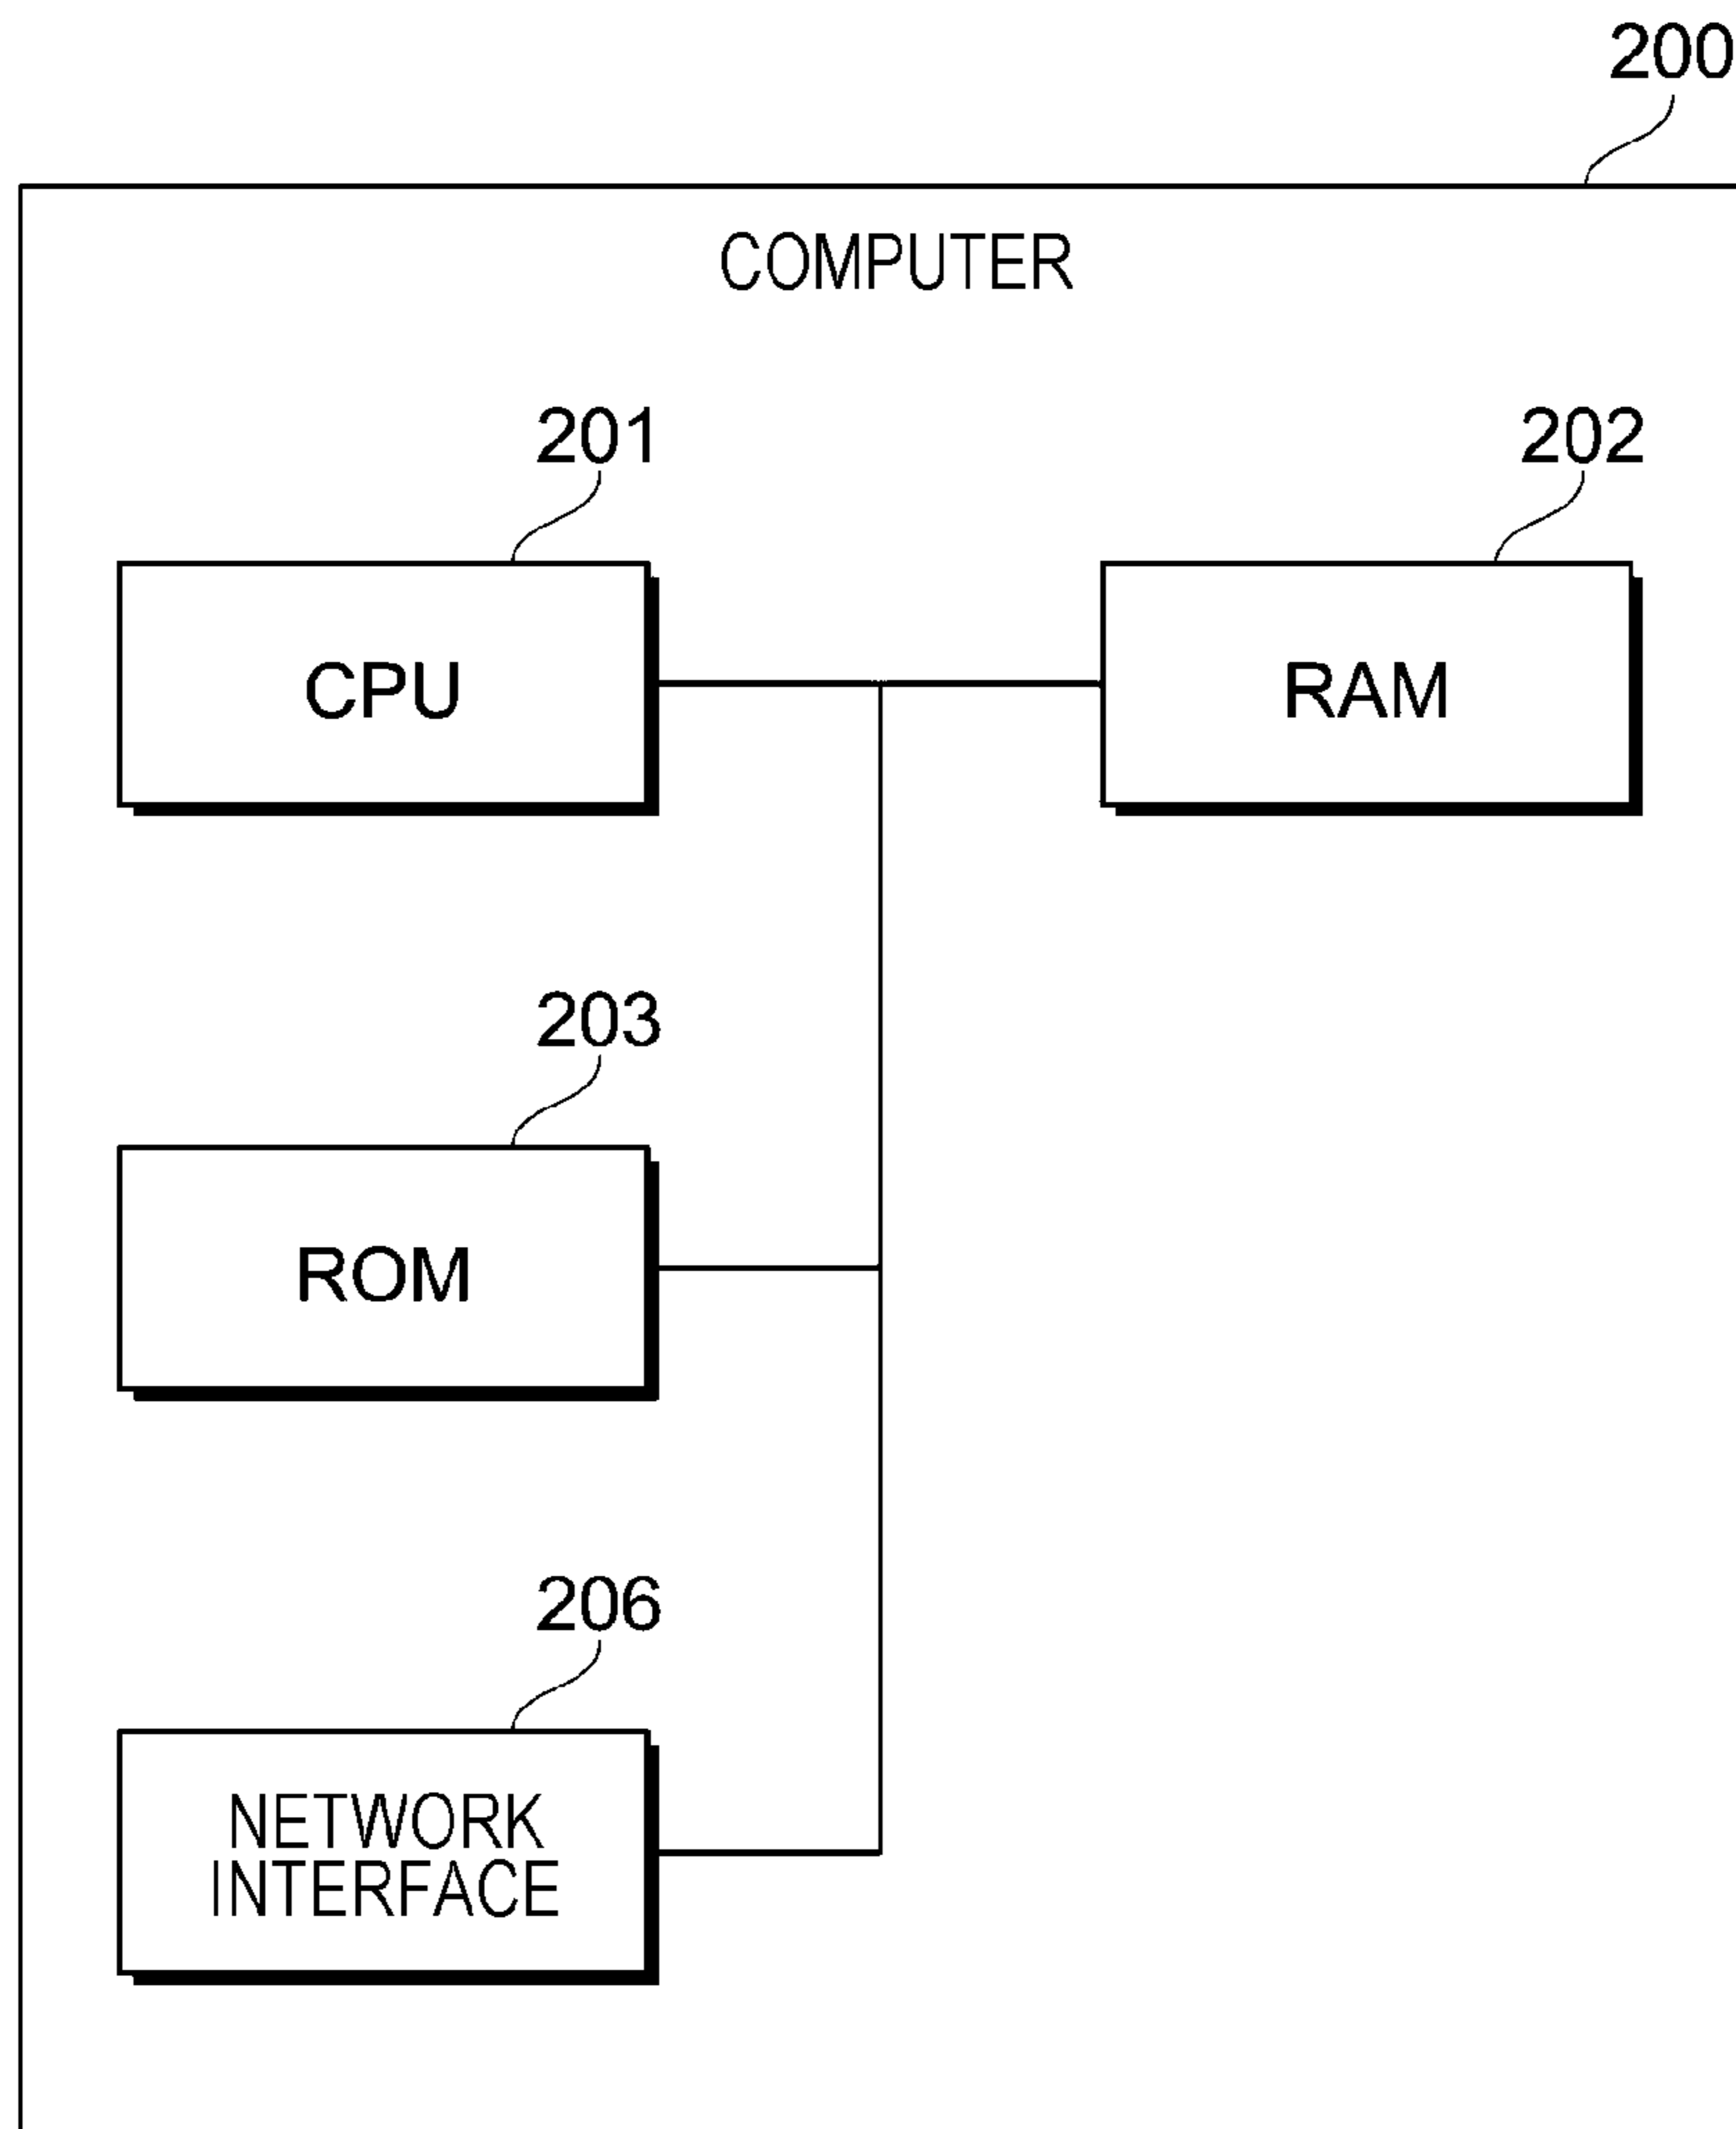 200
COMPUTER
201
202
CPU
RAM
203
ROM
206
NETWORK
INTERFACE